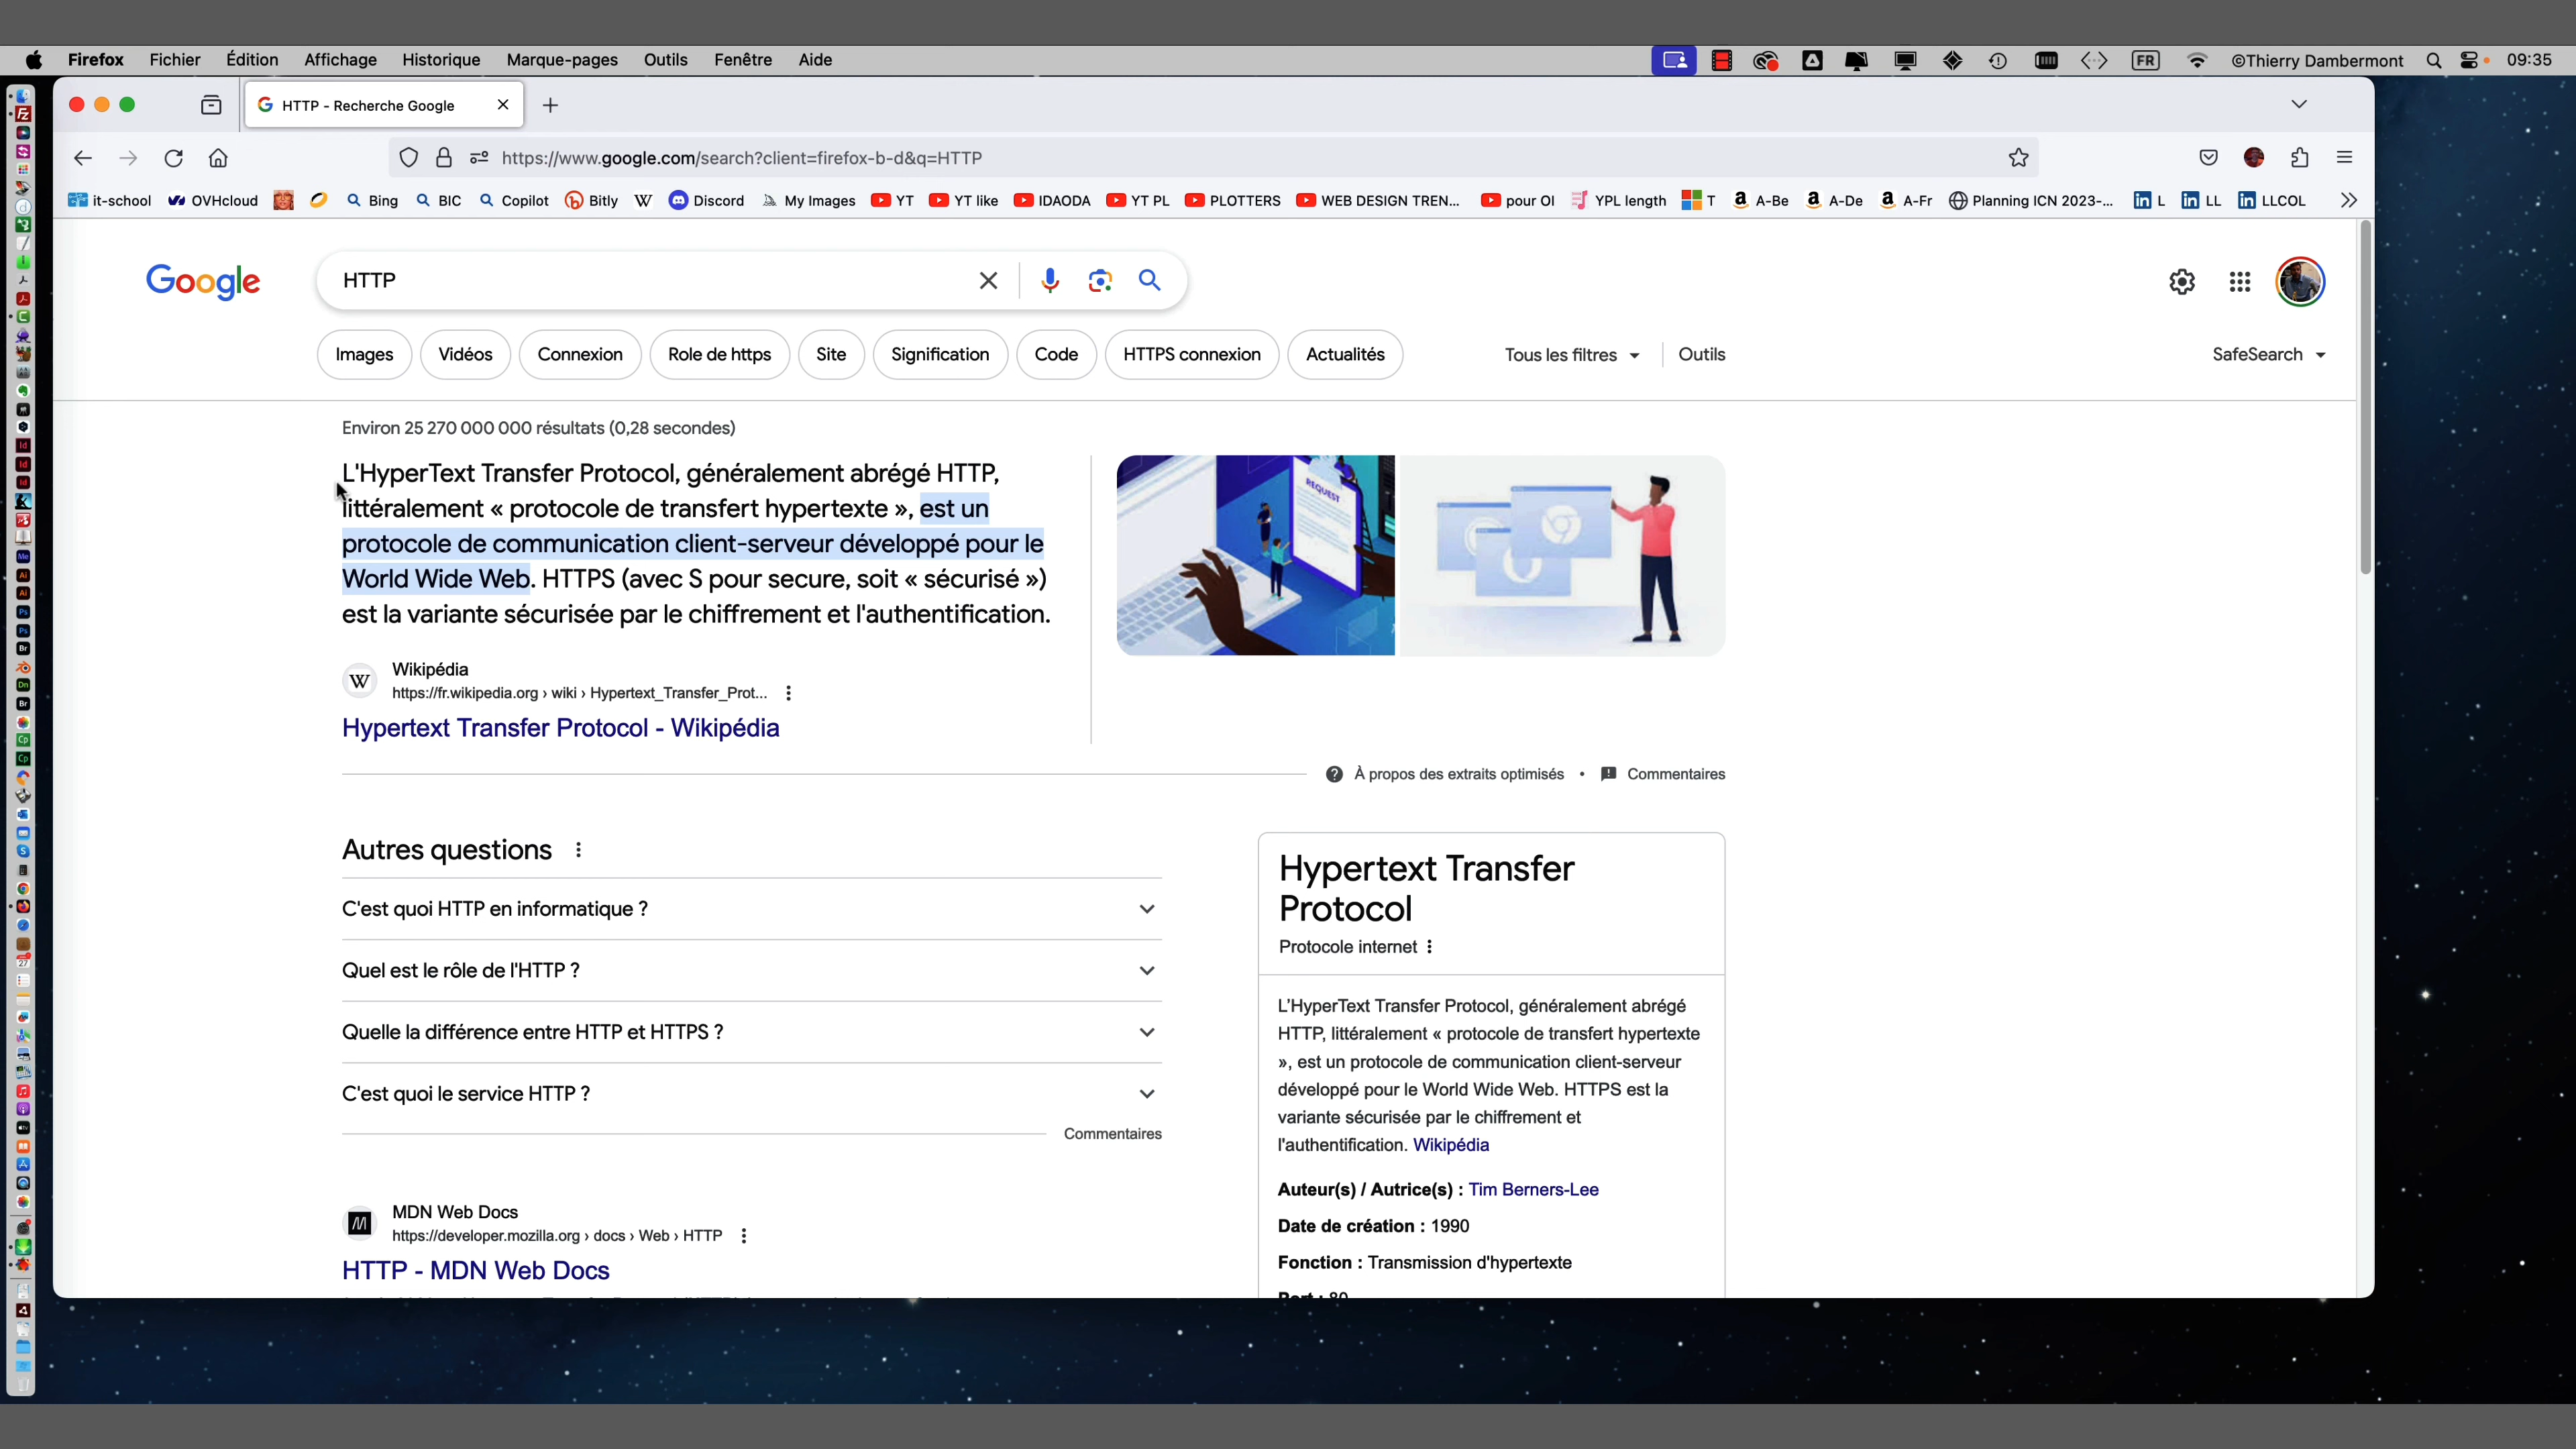 Firefox Fichier Édition Affichage Historique Marque-pages Outils Fenêtre Aide FR ©Thierry Dambermont 09:35
HTTP - Recherche Google
https://www.google.com/search?client=firefox-b-d&q=HTTP
it-school OVHcloud Bing BIC Copilot Bitly W Discord My Images YT YT like IDAODA YT PL PLOTTERS WEB DESIGN TREN... pour OI YPL length T A-Be A-De A-Fr Planning ICN 2023-... L LL LLCOL
Google
HTTP
Images Vidéos Connexion Role de https Site Signification Code HTTPS connexion Actualités Tous les filtres Outils SafeSearch
Environ 25 270 000 000 résultats (0,28 secondes)
L'HyperText Transfer Protocol, généralement abrégé HTTP,
littéralement « protocole de transfert hypertexte », est un
protocole de communication client-serveur développé pour le
World Wide Web. HTTPS (avec S pour secure, soit « sécurisé »)
est la variante sécurisée par le chiffrement et l'authentification.
REQUEST
Wikipédia
https://fr.wikipedia.org › wiki › Hypertext_Transfer_Prot...
Hypertext Transfer Protocol - Wikipédia
À propos des extraits optimisés • Commentaires
Autres questions
C'est quoi HTTP en informatique ?
Quel est le rôle de l'HTTP ?
Quelle la différence entre HTTP et HTTPS ?
C'est quoi le service HTTP ?
Commentaires
MDN Web Docs
https://developer.mozilla.org › docs › Web › HTTP
HTTP - MDN Web Docs
Hypertext Transfer
Protocol
Protocole internet
L'HyperText Transfer Protocol, généralement abrégé
HTTP, littéralement « protocole de transfert hypertexte
», est un protocole de communication client-serveur
développé pour le World Wide Web. HTTPS est la
variante sécurisée par le chiffrement et
l'authentification. Wikipédia
Auteur(s) / Autrice(s) : Tim Berners-Lee
Date de création : 1990
Fonction : Transmission d'hypertexte
Port : 80